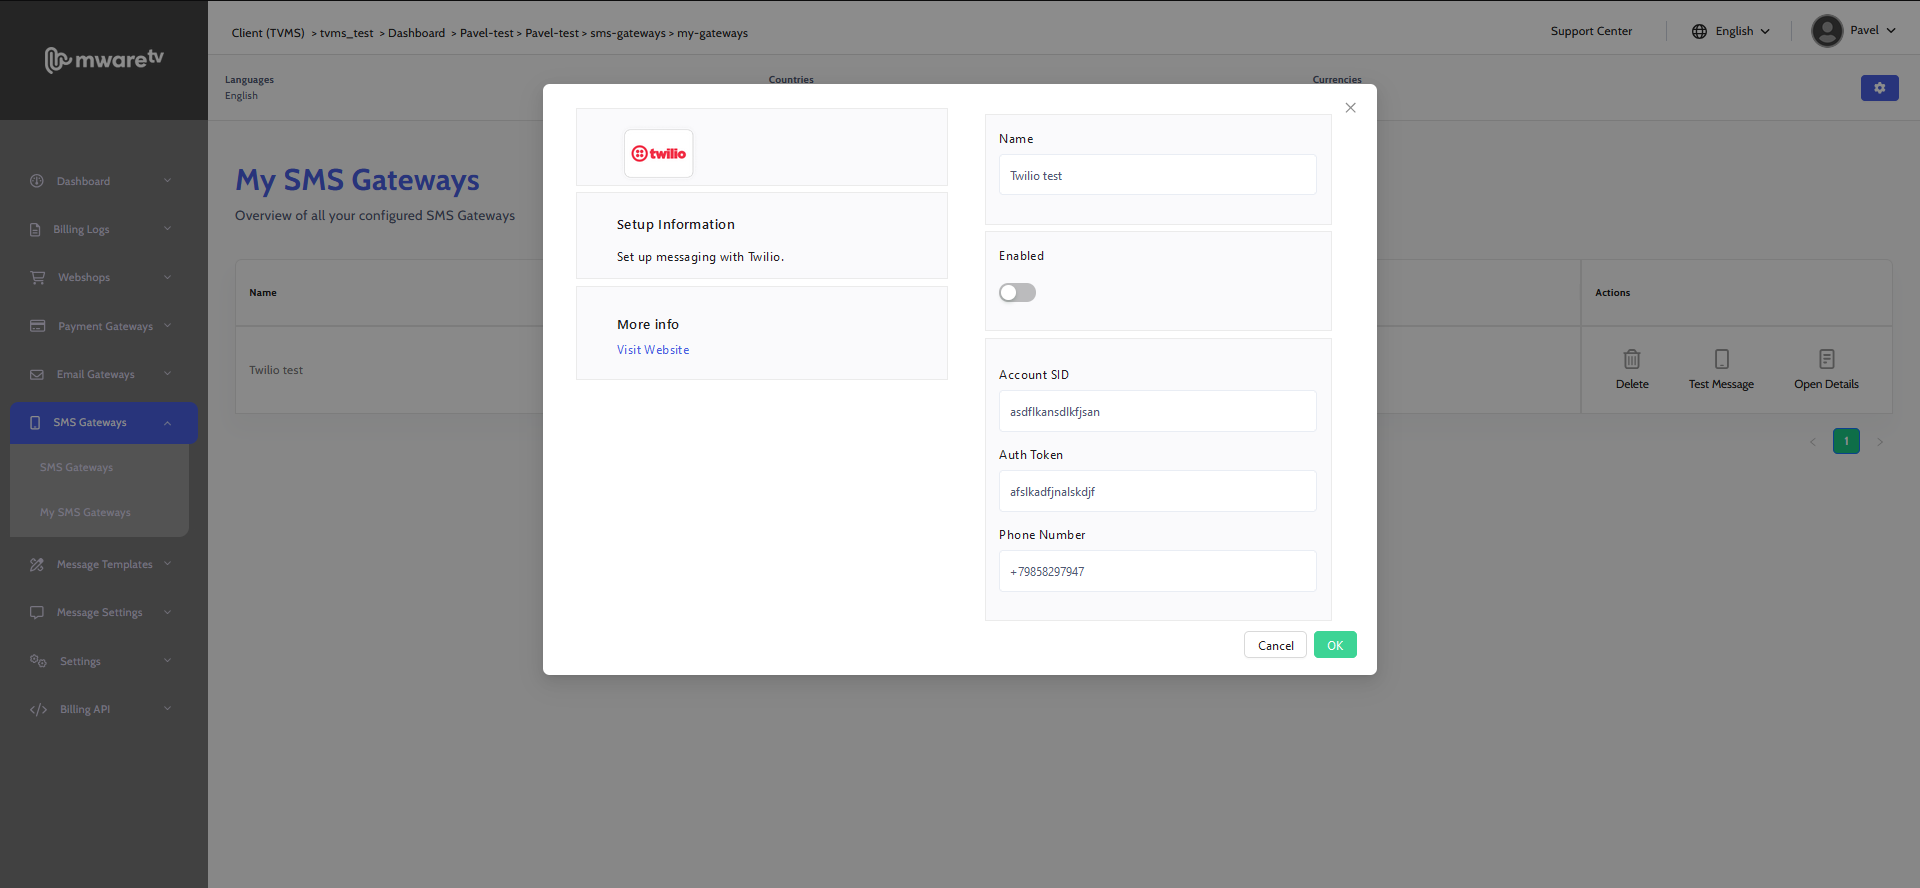 mwaretv
Client (TVMS) > tvms_test > Dashboard > Pavel-test > Pavel-test > sms-gateways > my-gateways
Support Center
English
Pavel
Languages
English
Countries
Currencies
Dashboard
Billing Logs
Webshops
Payment Gateways
Email Gateways
SMS Gateways
SMS Gateways
My SMS Gateways
Message Templates
Message Settings
Settings
Billing API
My SMS Gateways
Overview of all your configured SMS Gateways
Name
Actions
Twilio test
Delete
Test Message
Open Details
1
twilio
Setup Information
Set up messaging with Twilio.
More info
Visit Website
Name
Twilio test
Enabled
Account SID
asdflkansdlkfjsan
Auth Token
afslkadfjnalskdjf
Phone Number
+79858297947
Cancel
OK